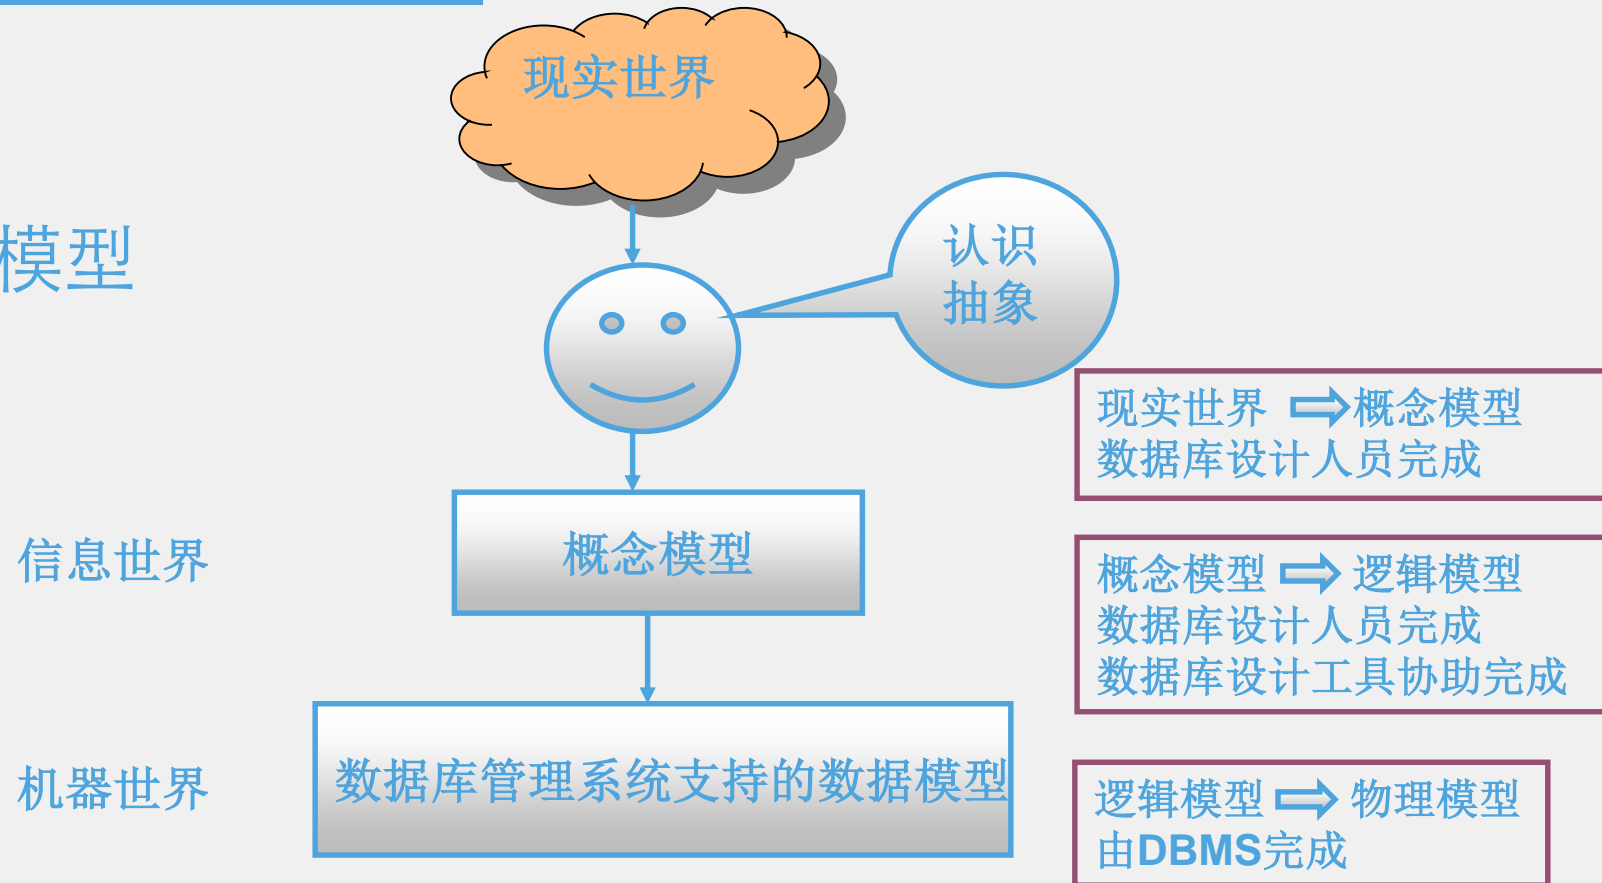 现实世界
模型
认识
抽象
现实世界 概念模型
数据库设计人员完成
信息世界
概念模型
概念模型 逻辑模型
数据库设计人员完成
数据库设计工具协助完成
机器世界
数据库管理系统支持的数据模型
逻辑模型 物理模型
由DBMS完成